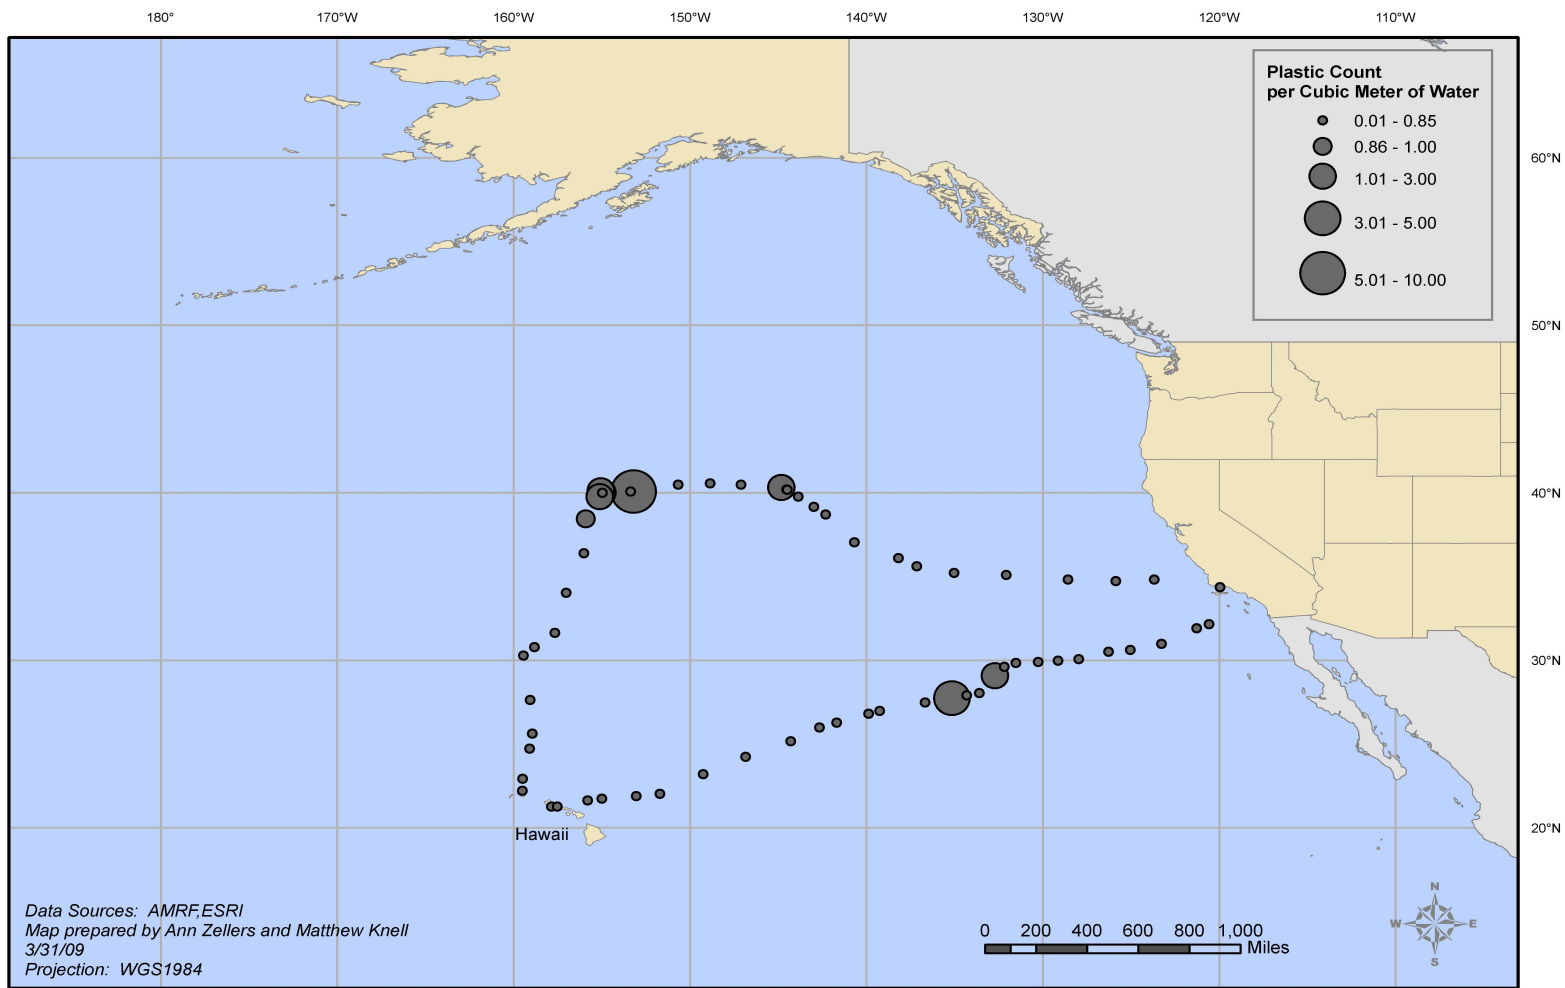 180° 170°W 160°W 150°W 140°W 130°W 120°W 110°W
Plastic Count
per Cubic Meter of Water
0.01 - 0.85
0.86 - 1.00
1.01 - 3.00
3.01 - 5.00
5.01 - 10.00
60°N
50°N
40°N
30°N
20°N
Hawaii
Data Sources: AMRF,ESRI
Map prepared by Ann Zellers and Matthew Knell
3/31/09
Projection: WGS1984
0 200 400 600 800 1,000
Miles
N
W E
S